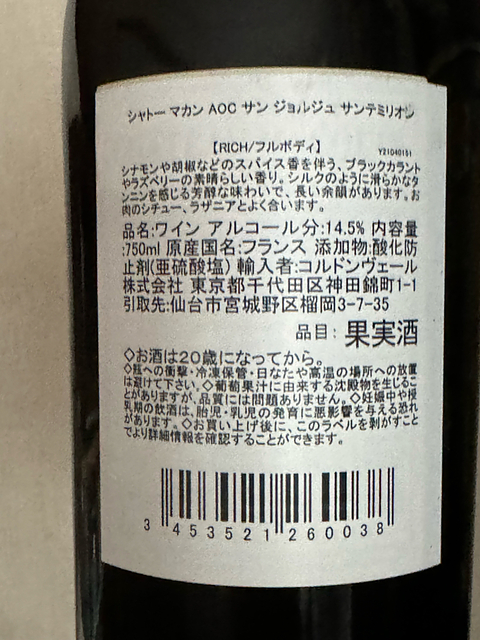 シャトー マカン AOC サン ジョルジュ サンテミリオン
【RICH/フルボディ】
Y21040151
シナモンや胡椒などのスパイス香を伴う、ブラックカラント
やラズベリーの素晴らしい香り。シルクのように滑らかなタ
ンニンを感じる芳醇な味わいで、長い余韻があります。お
肉のシチュー、ラザニアとよく合います。
品名:ワイン アルコール分:14.5% 内容量
:750ml 原産国名:フランス 添加物:酸化防
止剤(亜硫酸塩) 輸入者:コルドンヴェール
株式会社 東京都千代田区神田錦町1-1
引取先:仙台市宮城野区榴岡3-7-35
品目:果実酒
◇お酒は20歳になってから。
◇瓶への衝撃・冷凍保管・日なたや高温の場所への放置
は避けて下さい。◇葡萄果汁に由来する沈殿物を生じるこ
とがありますが、品質には問題ありません。◇妊娠中や授
乳期の飲酒は、胎児・乳児の発育に悪影響を与える恐れ
があります。◇お買い上げ後に、このラベルを剥がすこと
でより詳細情報を確認することができます。
3 453521 260038